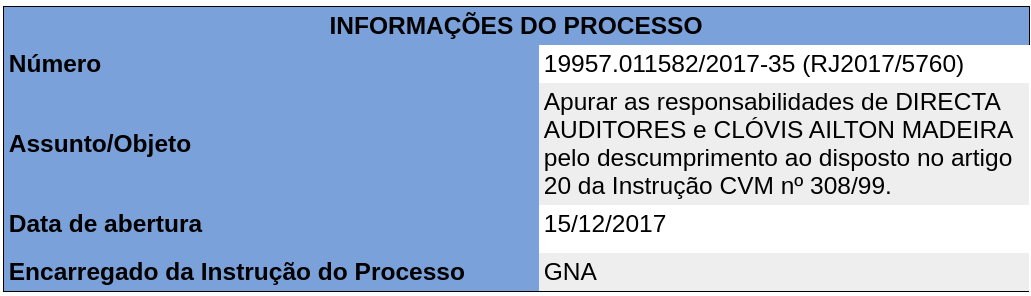 INFORMAÇÕES DO PROCESSO
Número
19957.011582/2017-35 (RJ2017/5760)
Assunto/Objeto
Apurar as responsabilidades de DIRECTA
AUDITORES e CLÓVIS AILTON MADEIRA
pelo descumprimento ao disposto no artigo
20 da Instrução CVM nº 308/99.
Data de abertura
15/12/2017
Encarregado da Instrução do Processo
GNA